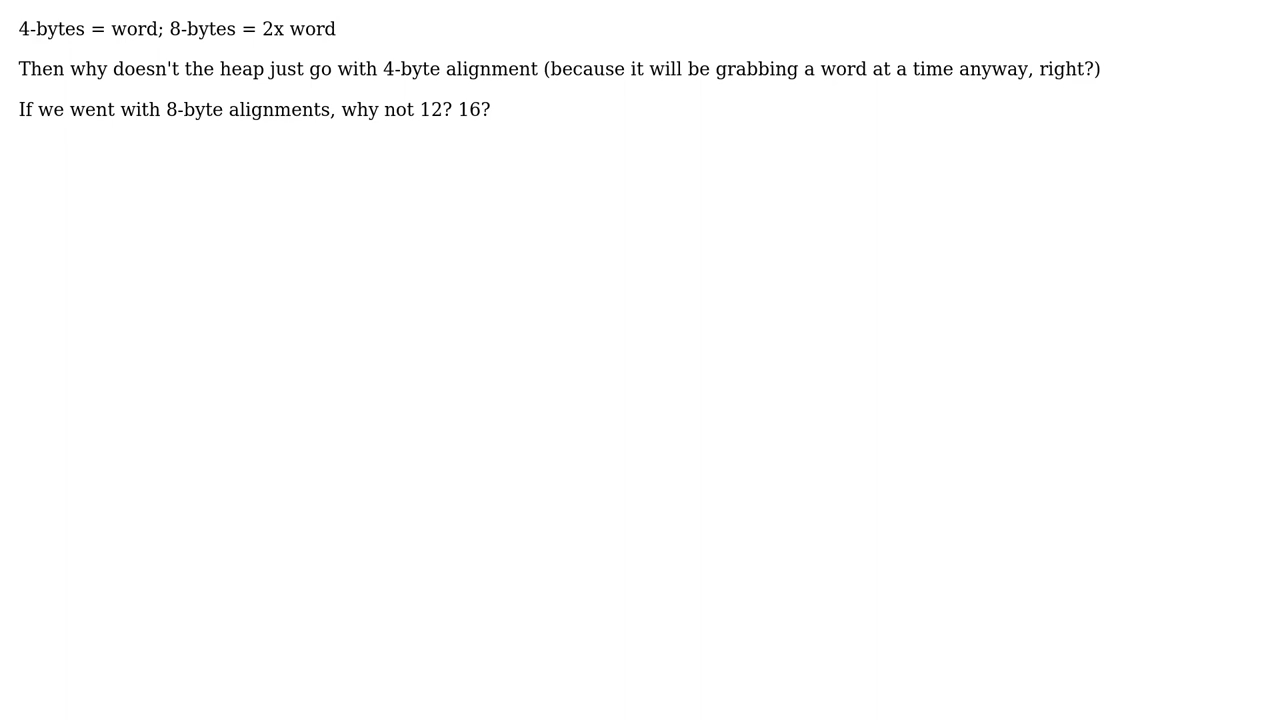 4-bytes = word; 8-bytes = 2x word
Then why doesn't the heap just go with 4-byte alignment (because it will be grabbing a word at a time anyway, right?)
If we went with 8-byte alignments, why not 12? 16?